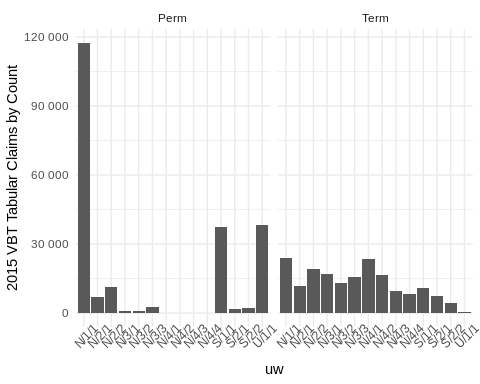 Perm Term
120 000
90 000
60 000
30 000
0
2015 VBT Tabular Claims by Count
N/1/1 N/2/1 N/2/2 N/3/1 N/3/2 N/3/3 N/4/1 N/4/2 N/4/3 N/4/4 S/1/1 S/2/1 S/2/2 U/1/1 N/1/1 N/2/1 N/2/2 N/3/1 N/3/2 N/3/3 N/4/1 N/4/2 N/4/3 N/4/4 S/1/1 S/2/1 S/2/2 U/1/1
uw